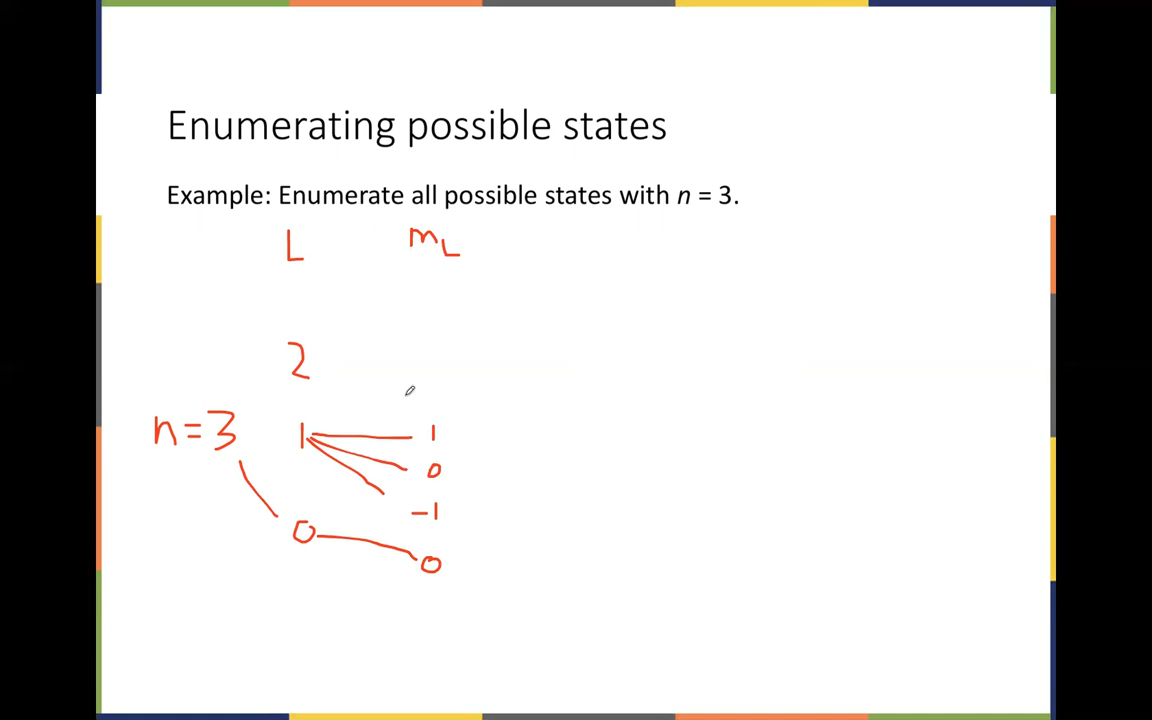 Enumerating possible states
Example: Enumerate all possible states with n = 3.
L mL
2
n=3 1 1
0
-1
0 0